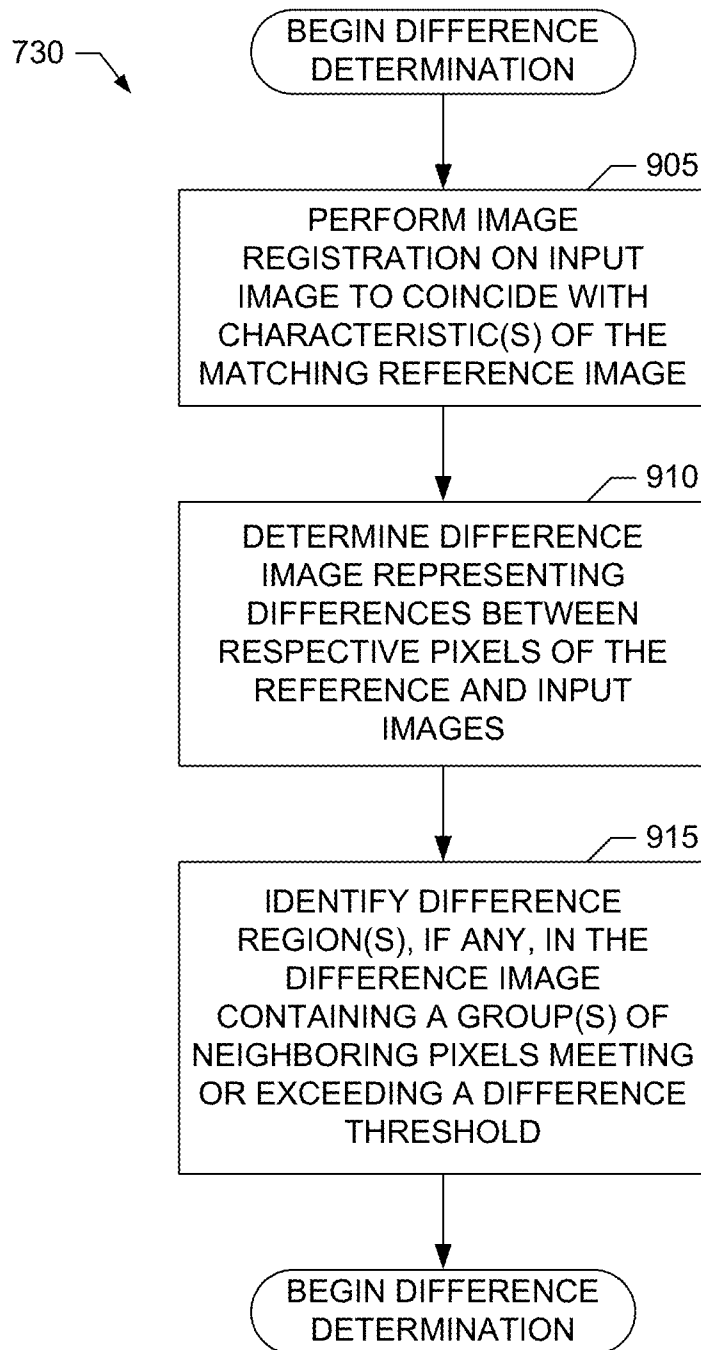 BEGIN DIFFERENCE
DETERMINATION
730
905
PERFORM IMAGE
REGISTRATION ON INPUT
IMAGE TO COINCIDE WITH
CHARACTERISTIC(S) OF THE
MATCHING REFERENCE IMAGE
910
DETERMINE DIFFERENCE
IMAGE REPRESENTING
DIFFERENCES BETWEEN
RESPECTIVE PIXELS OF THE
REFERENCE AND INPUT
IMAGES
915
IDENTIFY DIFFERENCE
REGION(S), IF ANY, IN THE
DIFFERENCE IMAGE
CONTAINING A GROUP(S) OF
NEIGHBORING PIXELS MEETING
OR EXCEEDING A DIFFERENCE
THRESHOLD
BEGIN DIFFERENCE
DETERMINATION